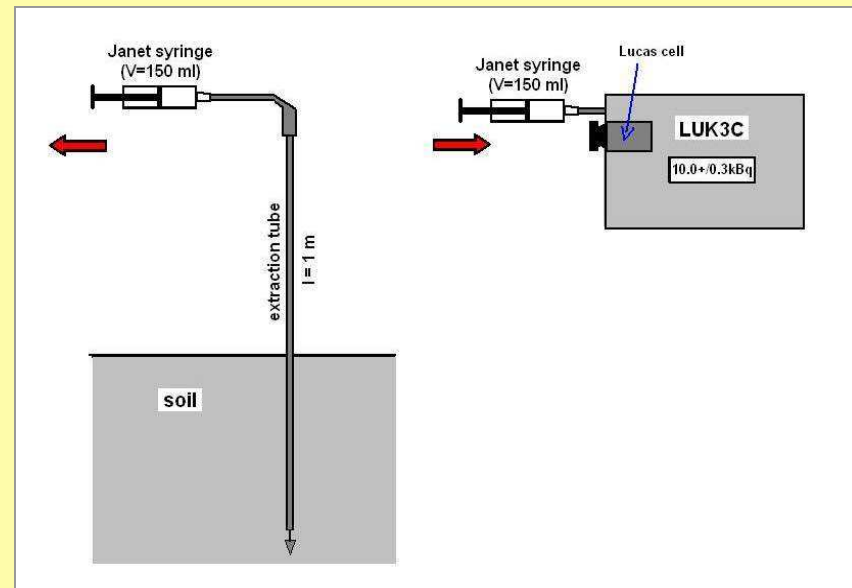 Janet syringe
(V=150 ml)
extraction tube
l = 1 m
soil
Lucas cell
Janet syringe
(V=150 ml)
LUK3C
10.0+/0.3kBq